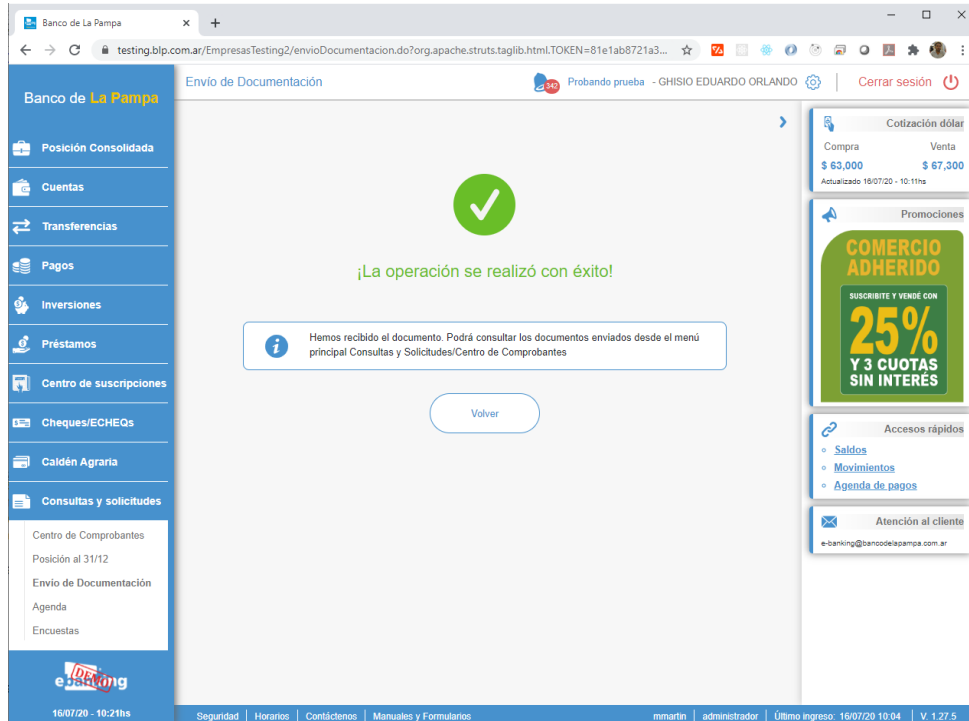 Banco de La Pampa
testing.blp.com.ar/EmpresasTesting2/envioDocumentacion.do?org.apache.struts.taglib.html.TOKEN=81e1ab8721a3...
Banco de La Pampa
Envío de Documentación
342
Probando prueba - GHISIO EDUARDO ORLANDO
Cerrar sesión
Posición Consolidada
Cuentas
Transferencias
Pagos
Inversiones
Préstamos
Centro de suscripciones
Cheques/ECHEQs
Caldén Agraria
Consultas y solicitudes
Centro de Comprobantes
Posición al 31/12
Envio de Documentación
Agenda
Encuestas
ebanking
DEMO
16/07/20 - 10:21hs
¡La operación se realizó con éxito!
Hemos recibido el documento. Podrá consultar los documentos enviados desde el menú
principal Consultas y Solicitudes/Centro de Comprobantes
Volver
Cotización dólar
Compra Venta
$ 63,000 $ 67,300
Actualizado 16/07/20 - 10:11hs
Promociones
COMERCIO
ADHERIDO
SUSCRIBITE Y VENDÉ CON
25%
Y 3 CUOTAS
SIN INTERÉS
Accesos rápidos
Saldos
Movimientos
Agenda de pagos
Atención al cliente
e-banking@bancodelapampa.com.ar
Seguridad | Horarios | Contáctenos | Manuales y Formularios
mmartin | administrador | Último ingreso: 16/07/20 10:04 | V. 1.27.5